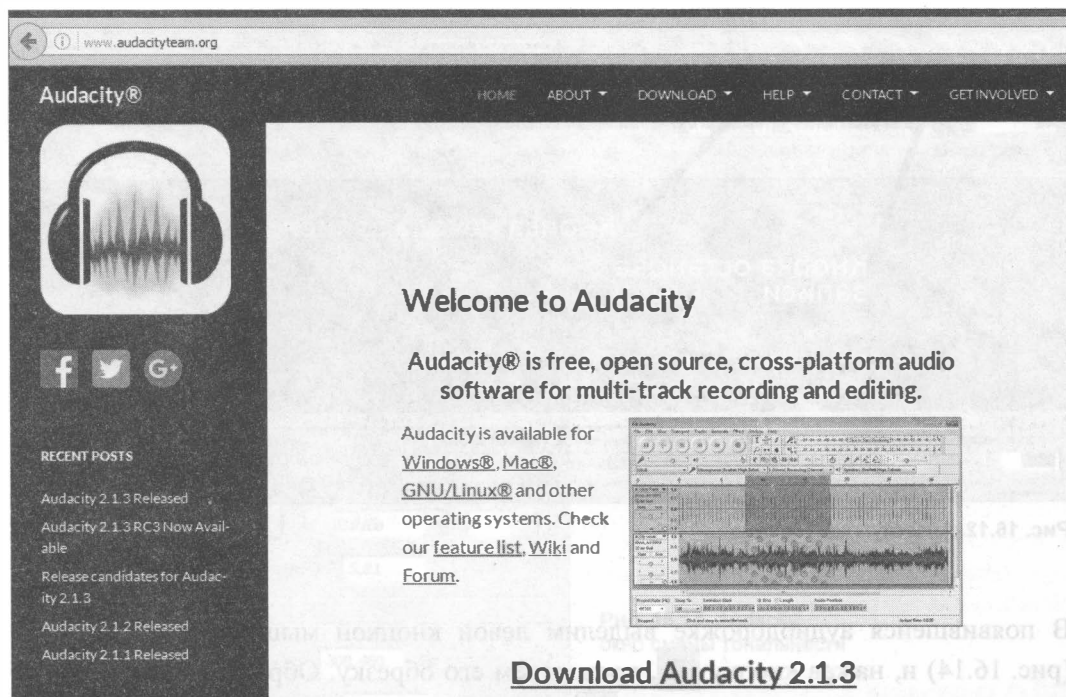 www.audacityteam.org
Audacity®
HOME ABOUT DOWNLOAD HELP CONTACT GET INVOLVED
RECENT POSTS
Audacity 2.1.3 Released
Audacity 2.1.3 RC3 Now Avail-
able
Release candidates for Audac-
ity 2.1.3
Audacity 2.1.2 Released
Audacity 2.1.1 Released
Welcome to Audacity
Audacity® is free, open source, cross-platform audio
software for multi-track recording and editing.
Audacity is available for
Windows®, Mac®,
GNU/Linux® and other
operating systems. Check
our feature list, Wiki and
Forum.
Download Audacity 2.1.3